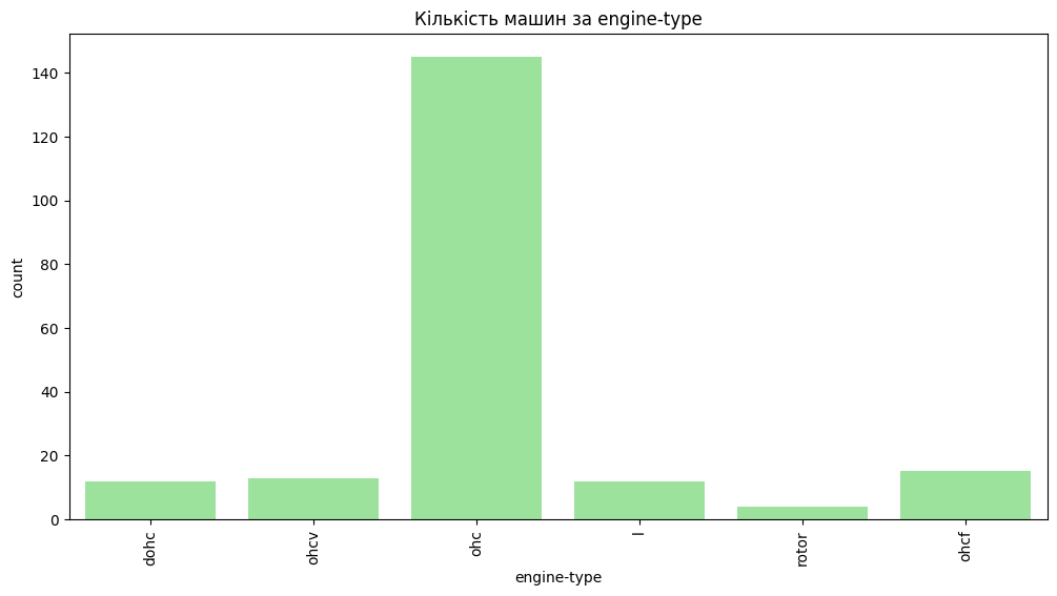 Кількість машин за engine-type
140
120
100
80
60
40
20
0
count
dohc
ohcv
ohc
l
rotor
ohcf
engine-type